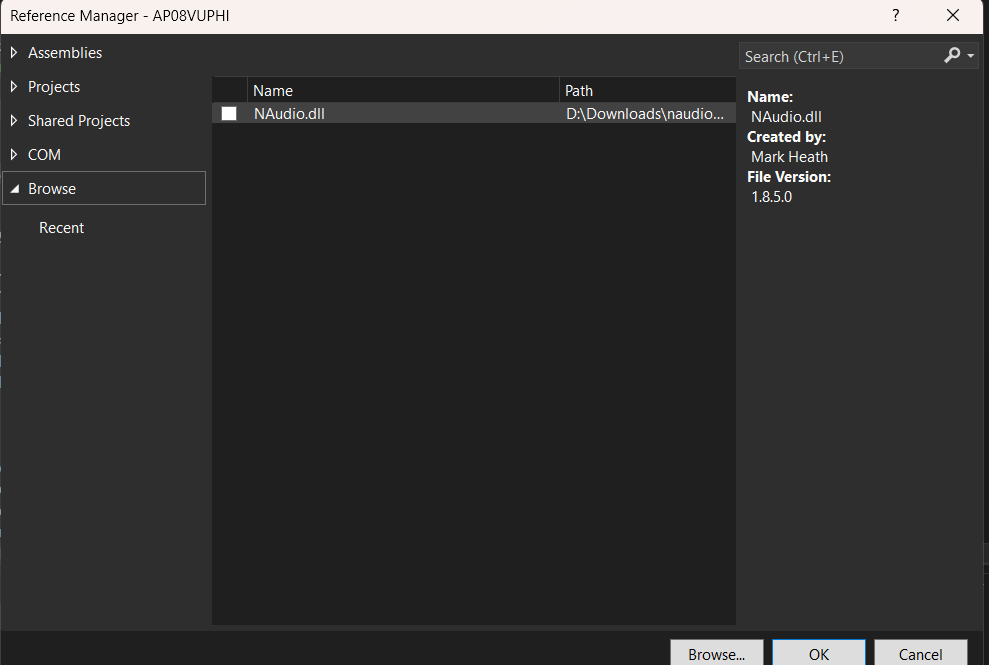 Reference Manager - AP08VUPHI
?
Assemblies
Projects
Shared Projects
COM
Browse
Recent
Name Path
NAudio.dll D:\Downloads\naudio...
Search (Ctrl+E)
Name:
NAudio.dll
Created by:
Mark Heath
File Version:
1.8.5.0
Browse... OK Cancel